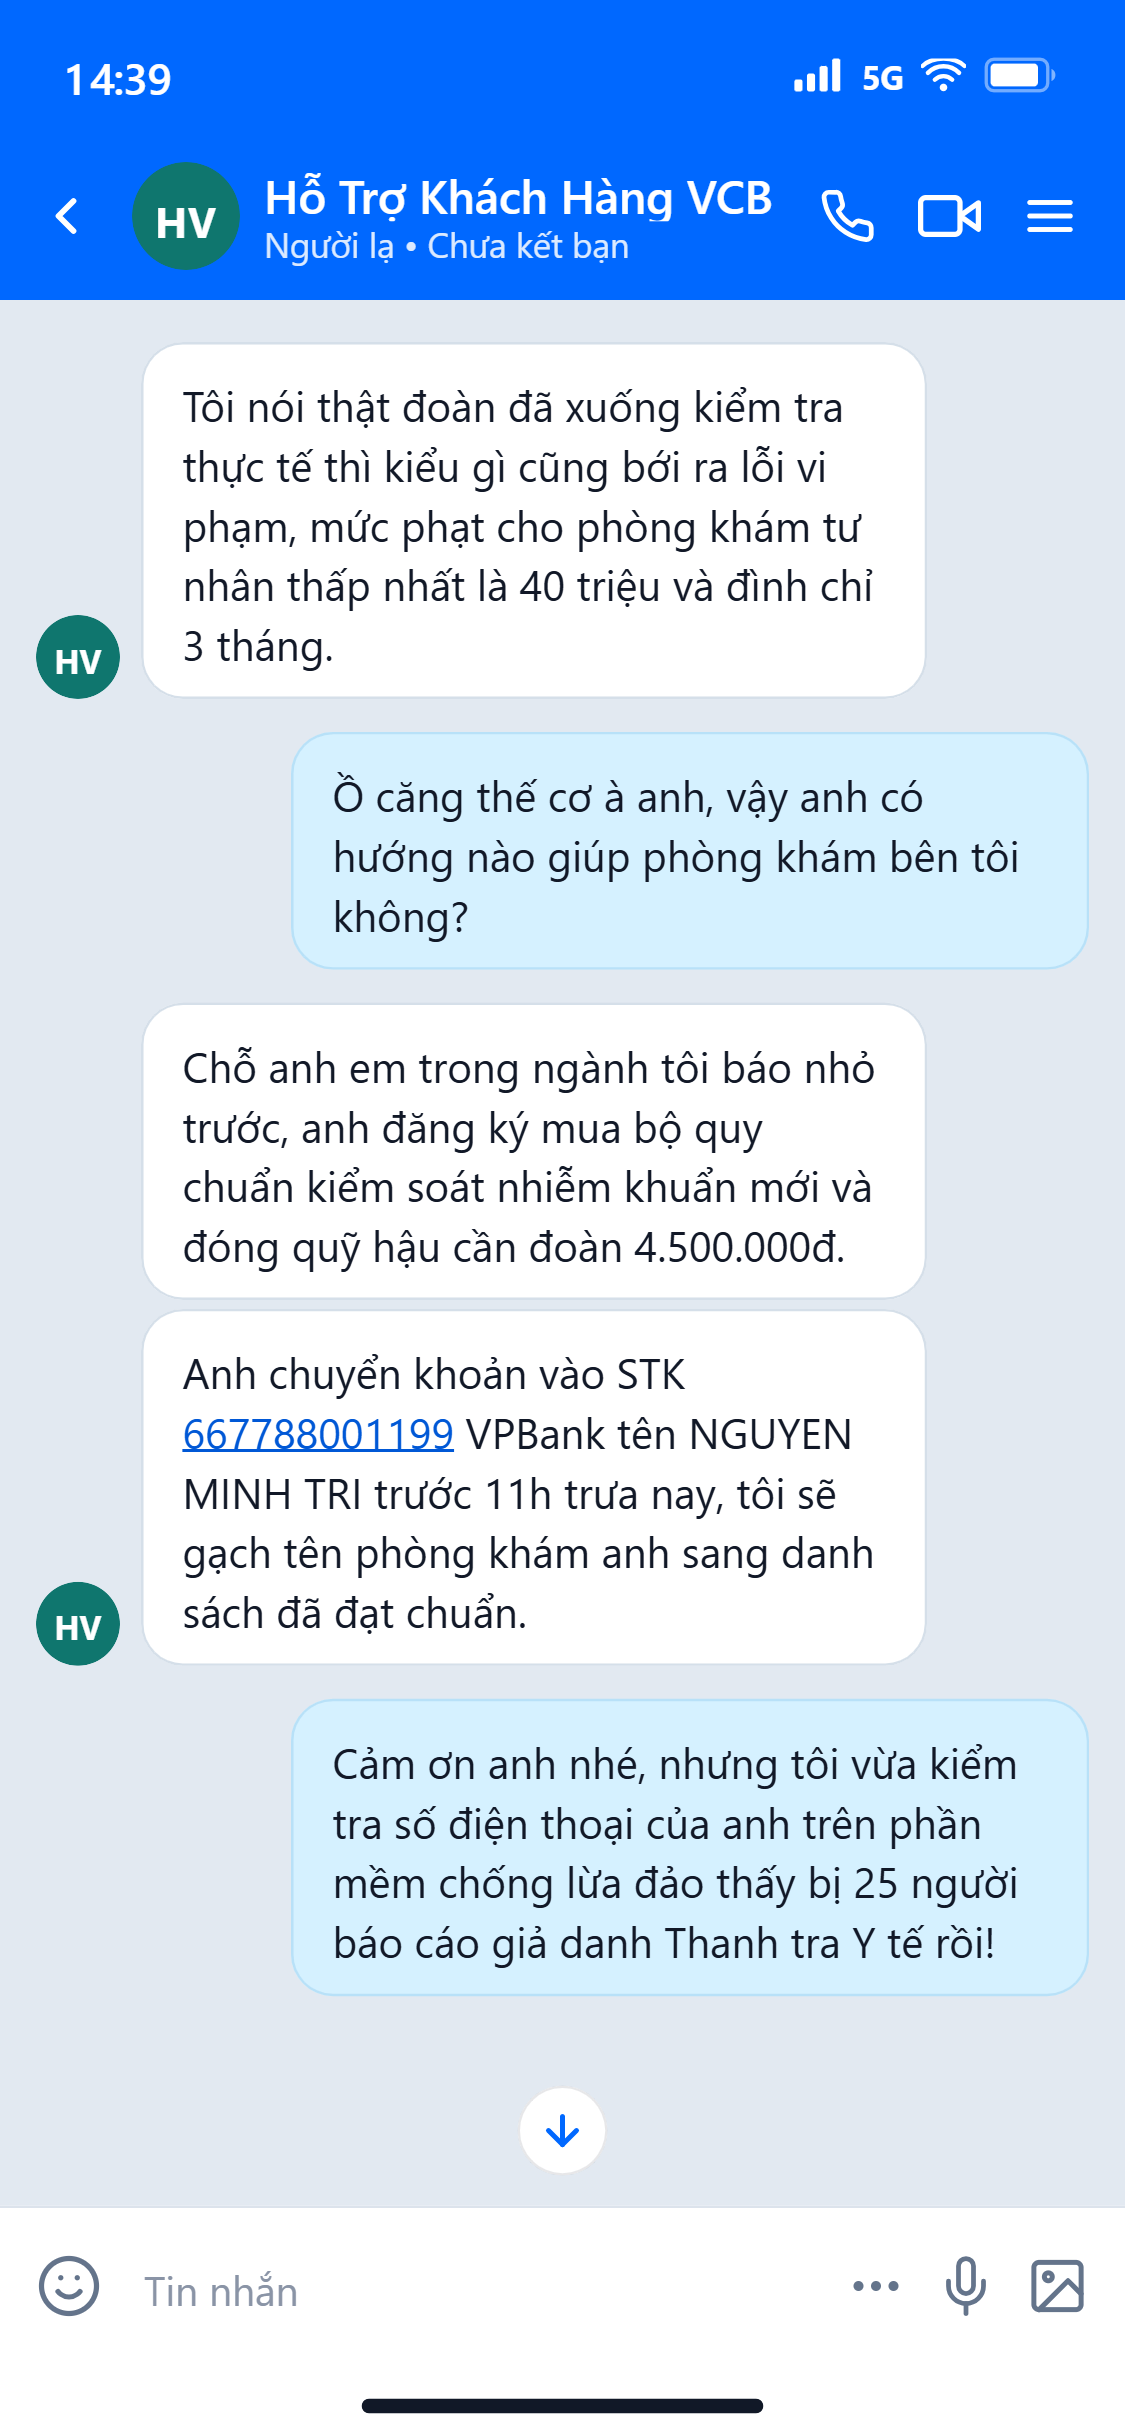 14:39
5G
HV
Hỗ Trợ Khách Hàng VCB
Người lạ • Chưa kết bạn
Tôi nói thật đoàn đã xuống kiểm tra
thực tế thì kiểu gì cũng bới ra lỗi vi
phạm, mức phạt cho phòng khám tư
nhân thấp nhất là 40 triệu và đình chỉ
3 tháng.
HV
Ồ căng thế cơ à anh, vậy anh có
hướng nào giúp phòng khám bên tôi
không?
Chỗ anh em trong ngành tôi báo nhỏ
trước, anh đăng ký mua bộ quy
chuẩn kiểm soát nhiễm khuẩn mới và
đóng quỹ hậu cần đoàn 4.500.000đ.
Anh chuyển khoản vào STK
667788001199 VPBank tên NGUYEN
MINH TRI trước 11h trưa nay, tôi sẽ
gạch tên phòng khám anh sang danh
sách đã đạt chuẩn.
HV
Cảm ơn anh nhé, nhưng tôi vừa kiểm
tra số điện thoại của anh trên phần
mềm chống lừa đảo thấy bị 25 người
báo cáo giả danh Thanh tra Y tế rồi!
Tin nhắn